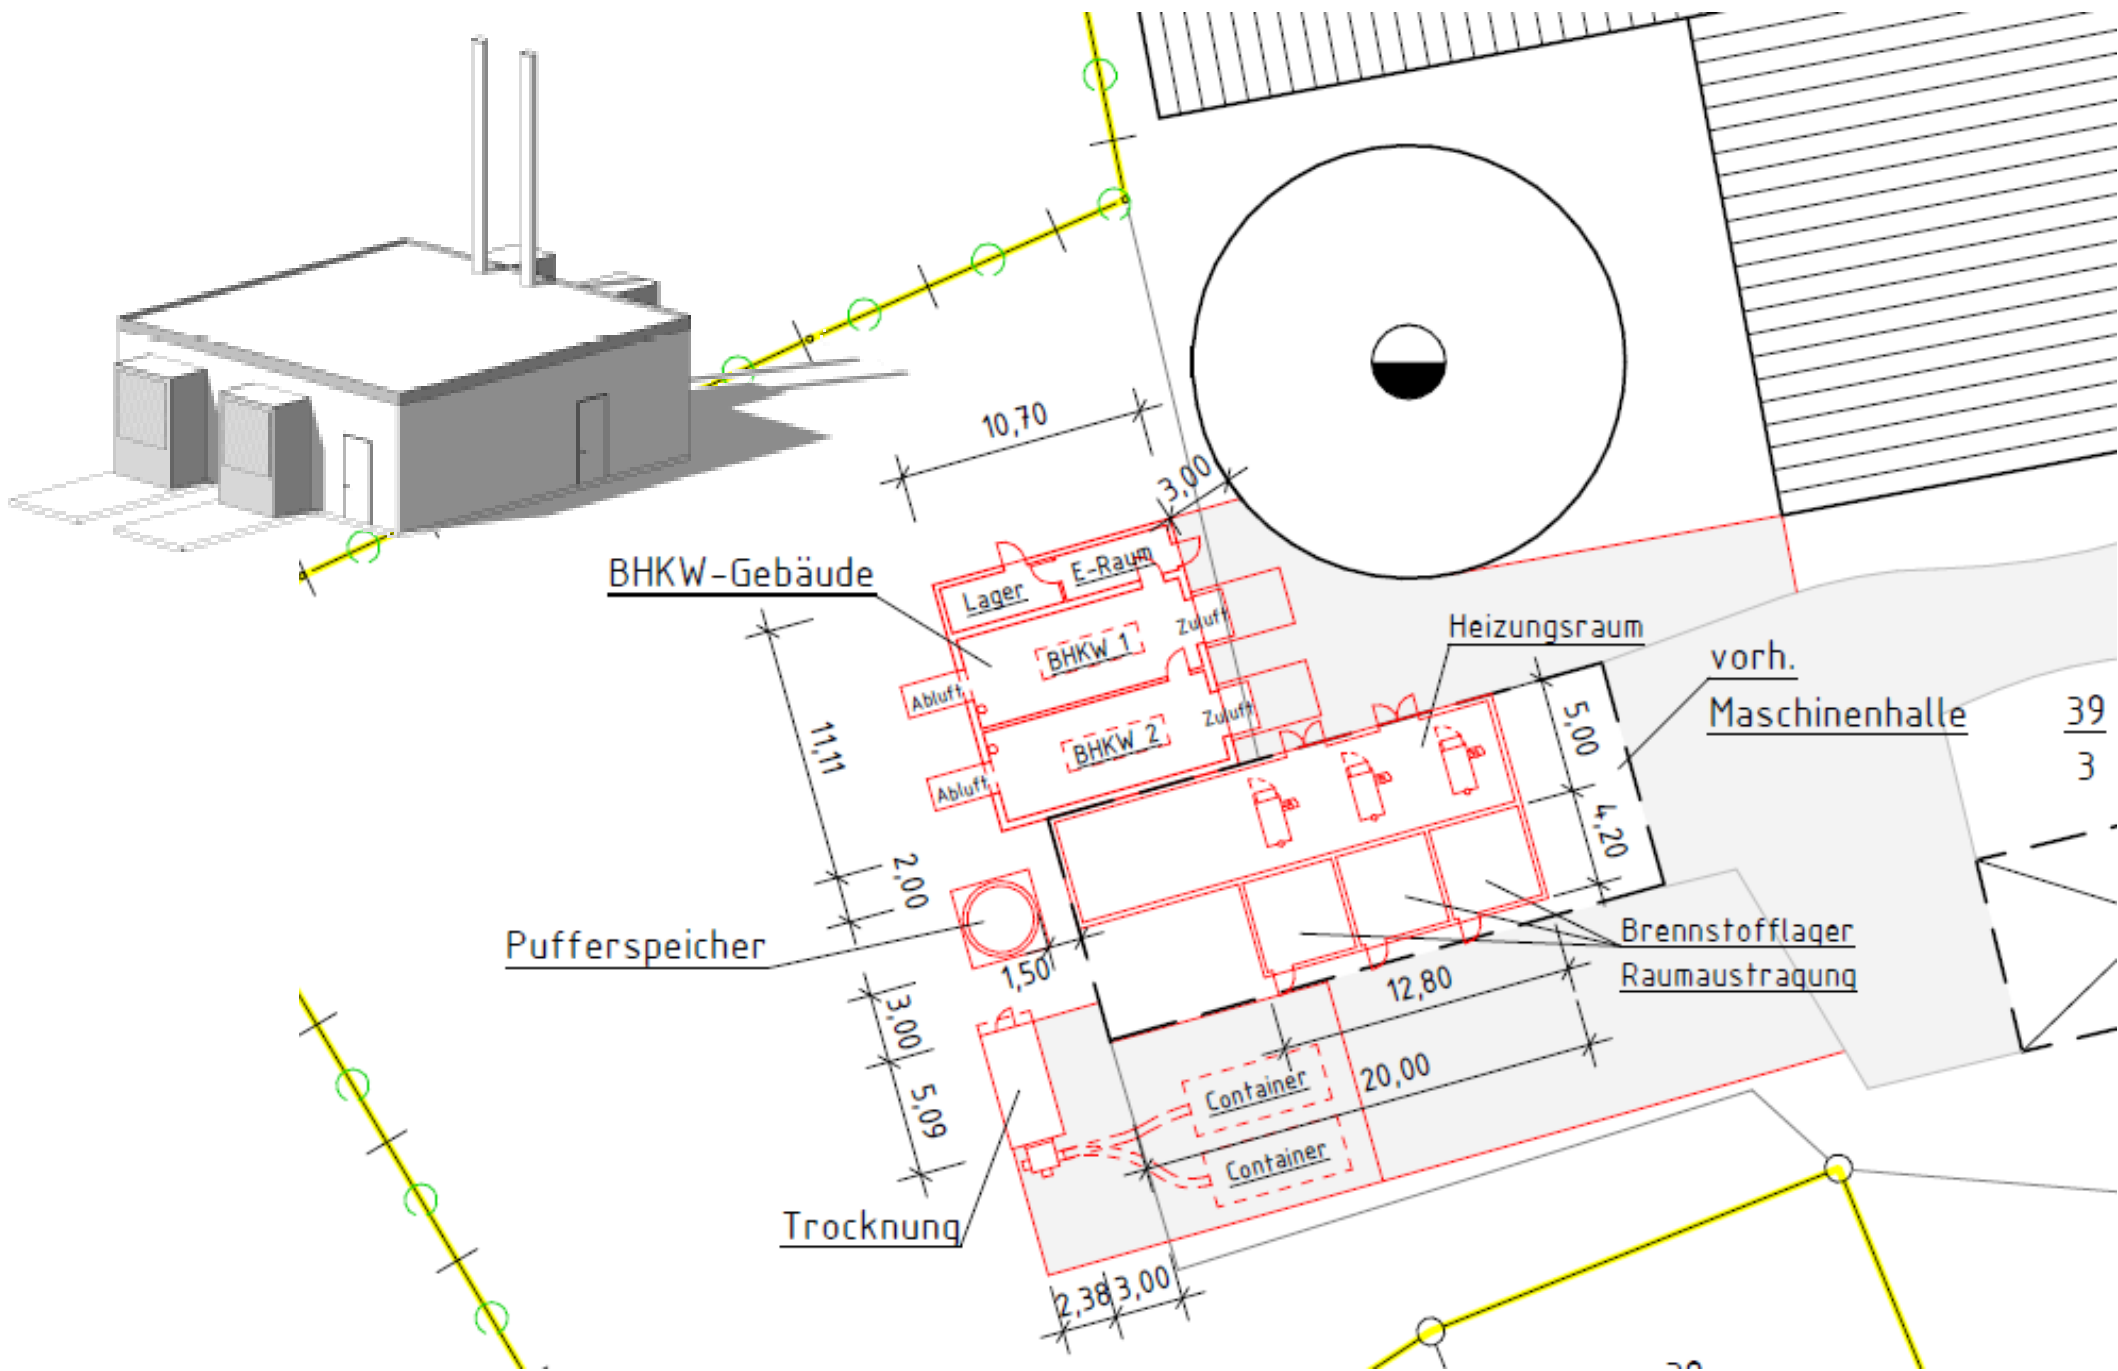 10,70
3,00
BHKW-Gebäude
Lager
E-Raum
Zuluft
BHKW 1
Abluft
Zuluft
BHKW 2
Abluft
11,11
2,00
Heizungsraum
vorh.
Maschinenhalle
39
3
5,00
4,20
Pufferspeicher
1,50
Brennstofflager
Raumaustragung
12,80
20,00
3,00
5,09
Container
Container
Trocknung
2,38
3,00